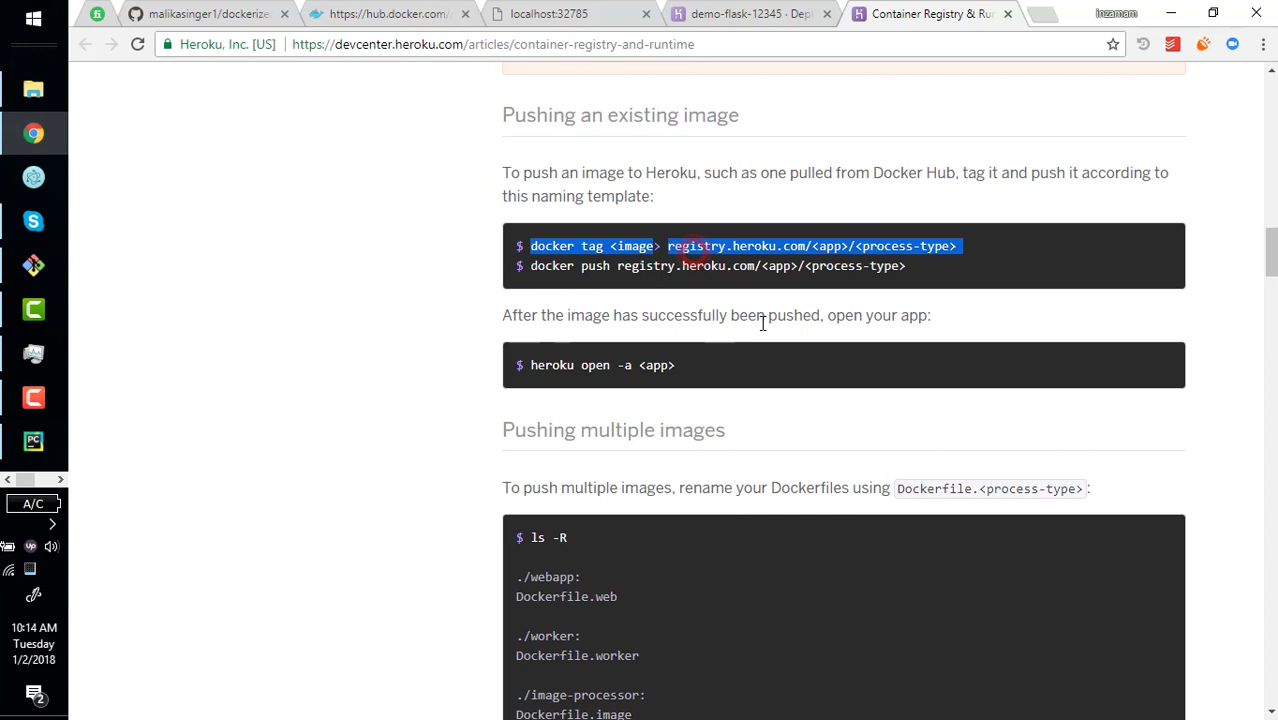 malikasinger1/dockerize
https://hub.docker.com/
localhost:32785
demo-flask-12345 · Dep
Container Registry & Ru
inzamam
Heroku, Inc. [US]
https://devcenter.heroku.com/articles/container-registry-and-runtime
Pushing an existing image
To push an image to Heroku, such as one pulled from Docker Hub, tag it and push it according to
this naming template:
$ docker tag <image> registry.heroku.com/<app>/<process-type>
$ docker push registry.heroku.com/<app>/<process-type>
After the image has successfully been pushed, open your app:
$ heroku open -a <app>
Pushing multiple images
To push multiple images, rename your Dockerfiles using Dockerfile.<process-type>:
$ ls -R
./webapp:
Dockerfile.web
./worker:
Dockerfile.worker
./image-processor:
Dockerfile.image
PC
A/C
up
10:14 AM
Tuesday
1/2/2018
2